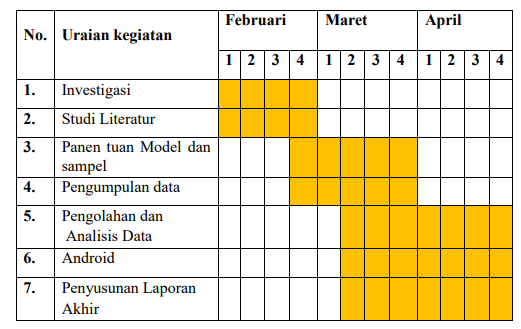 No. Uraian kegiatan Februari Maret April
1 2 3 4 1 2 3 4 1 2 3 4
1. Investigasi
2. Studi Literatur
3. Panen tuan Model dan
sampel
4. Pengumpulan data
5. Pengolahan dan
Analisis Data
6. Android
7. Penyusunan Laporan
Akhir